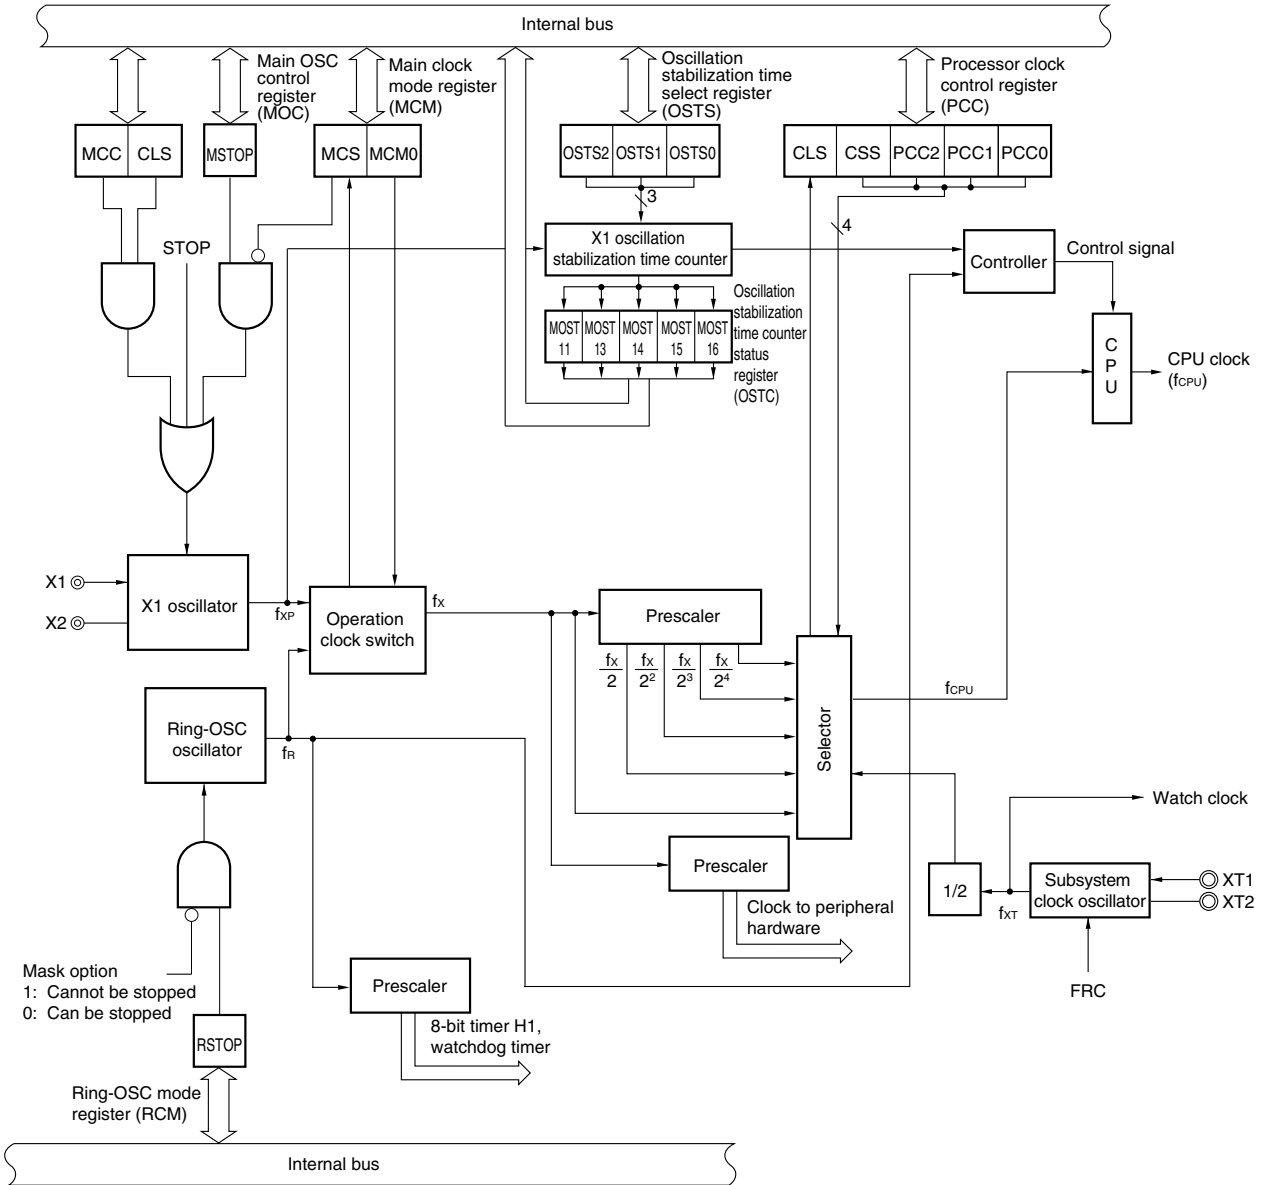 Internal bus
Main OSC
control
register
(MOC)
Main clock
mode register
(MCM)
Oscillation
stabilization time
select register
(OSTS)
Processor clock
control register
(PCC)
MCC CLS
MSTOP
MCS MCM0
OSTS2 OSTS1 OSTS0
CLS CSS PCC2 PCC1 PCC0
3
4
STOP
X1 oscillation
stabilization time counter
Controller
Control signal
MOST 11
MOST 13
MOST 14
MOST 15
MOST 16
Oscillation
stabilization
time counter
status
register
(OSTC)
CPU
CPU clock
(fCPU)
X1
X2
X1 oscillator
fXP
Operation
clock switch
fX
Prescaler
fX/2 fX/2² fX/2³ fX/2⁴
Selector
fCPU
Ring-OSC
oscillator
fR
Watch clock
Prescaler
Clock to peripheral
hardware
1/2
fXT
Subsystem
clock oscillator
XT1
XT2
FRC
Mask option
1: Cannot be stopped
0: Can be stopped
Prescaler
8-bit timer H1,
watchdog timer
RSTOP
Ring-OSC mode
register (RCM)
Internal bus